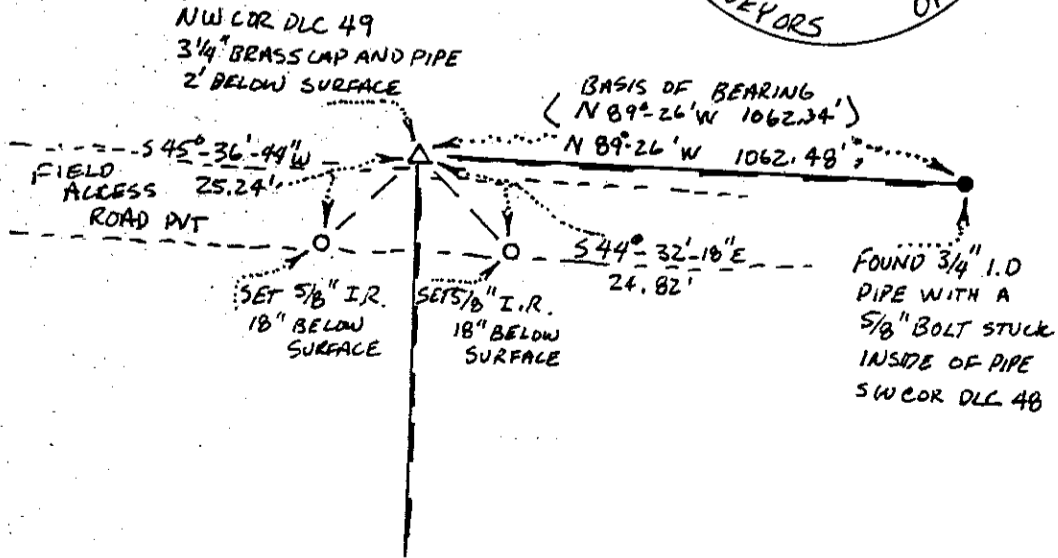 VEYORS
NW COR DLC 49
3 1/4" BRASS CAP AND PIPE
2' BELOW SURFACE
BASIS OF BEARING
( N 89°-26'W 1062.34' )
N 89°-26'W 1062.48'
S 45°-36'-44"W
25.24'
FIELD
ACCESS
ROAD PVT
S 44°-32'-18"E
24.82'
SET 5/8" I.R.
18" BELOW
SURFACE
SET 5/8" I.R.
18" BELOW
SURFACE
FOUND 3/4" I.D
PIPE WITH A
5/8" BOLT STUCK
INSIDE OF PIPE
SW COR DLC 48